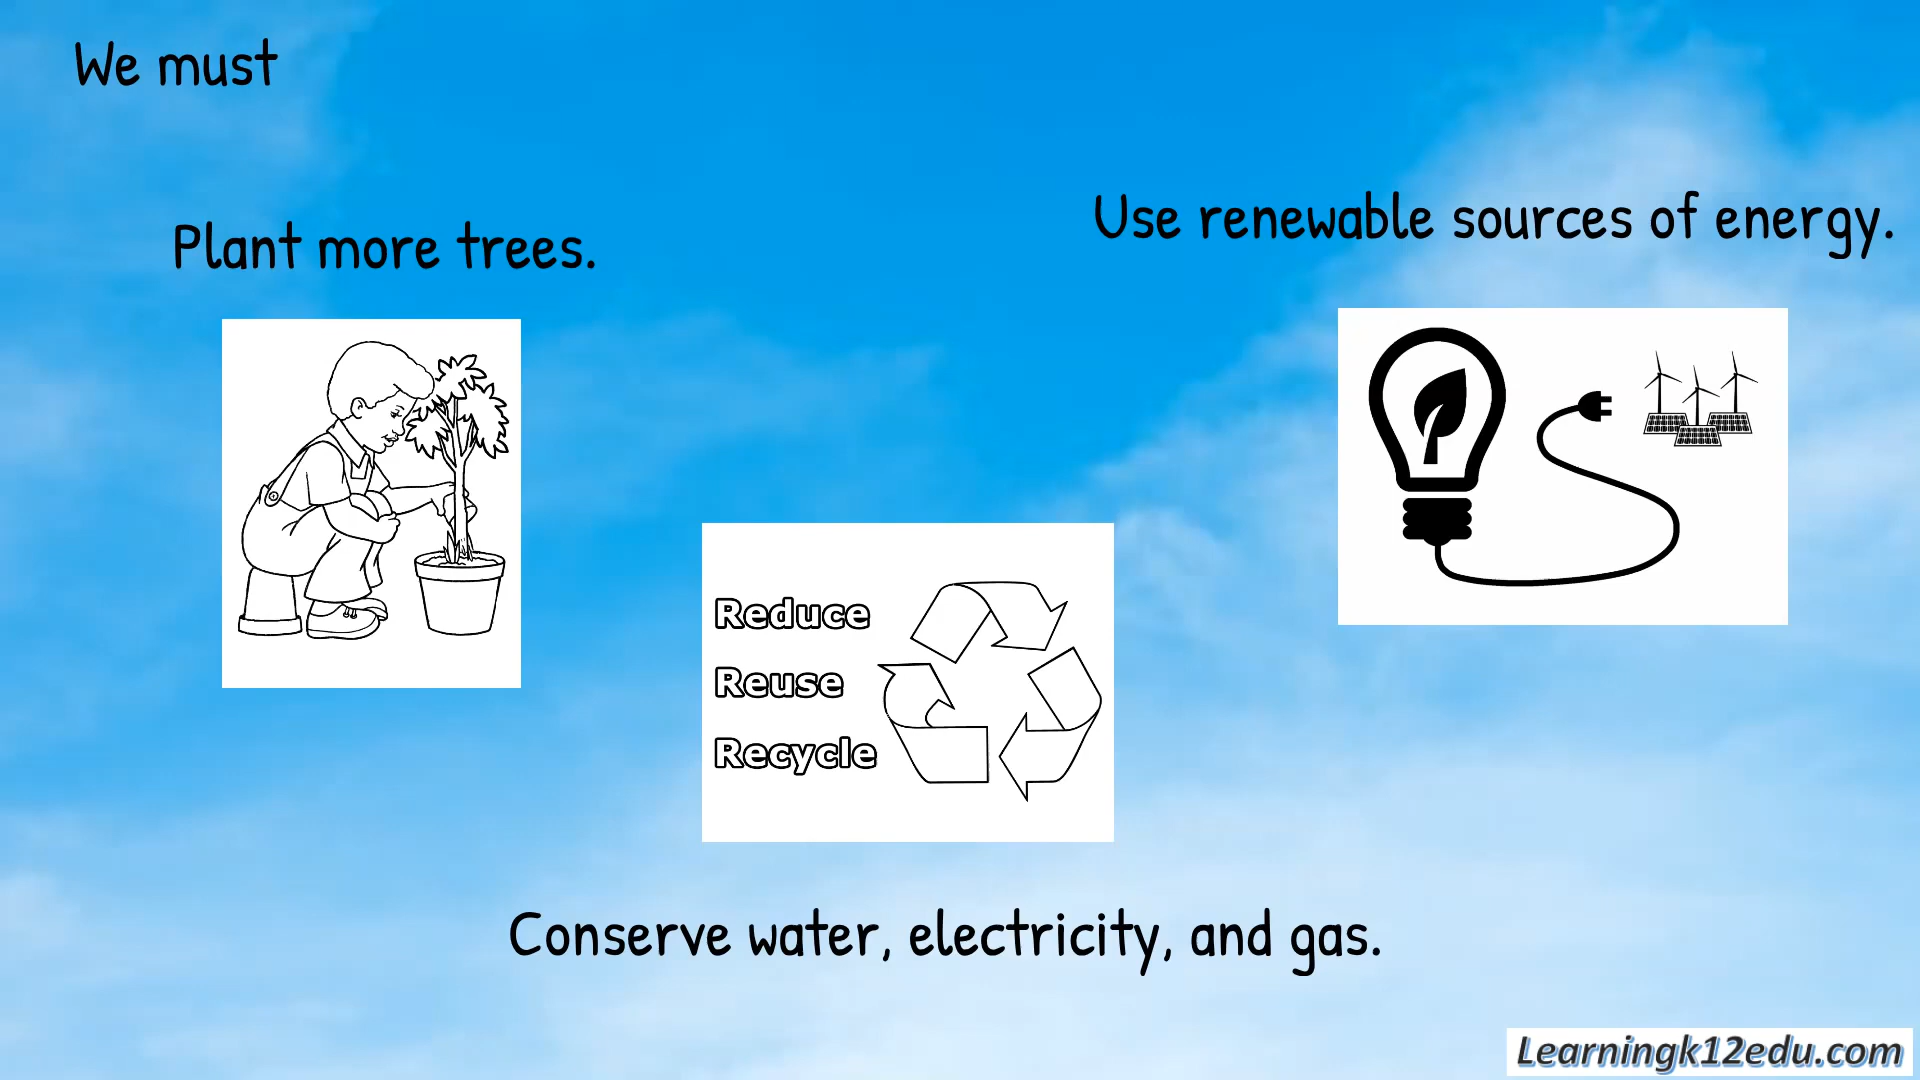 We must
Plant more trees.
Use renewable sources of energy.
Reduce
Reuse
Recycle
Conserve water, electricity, and gas.
Learningk12edu.com